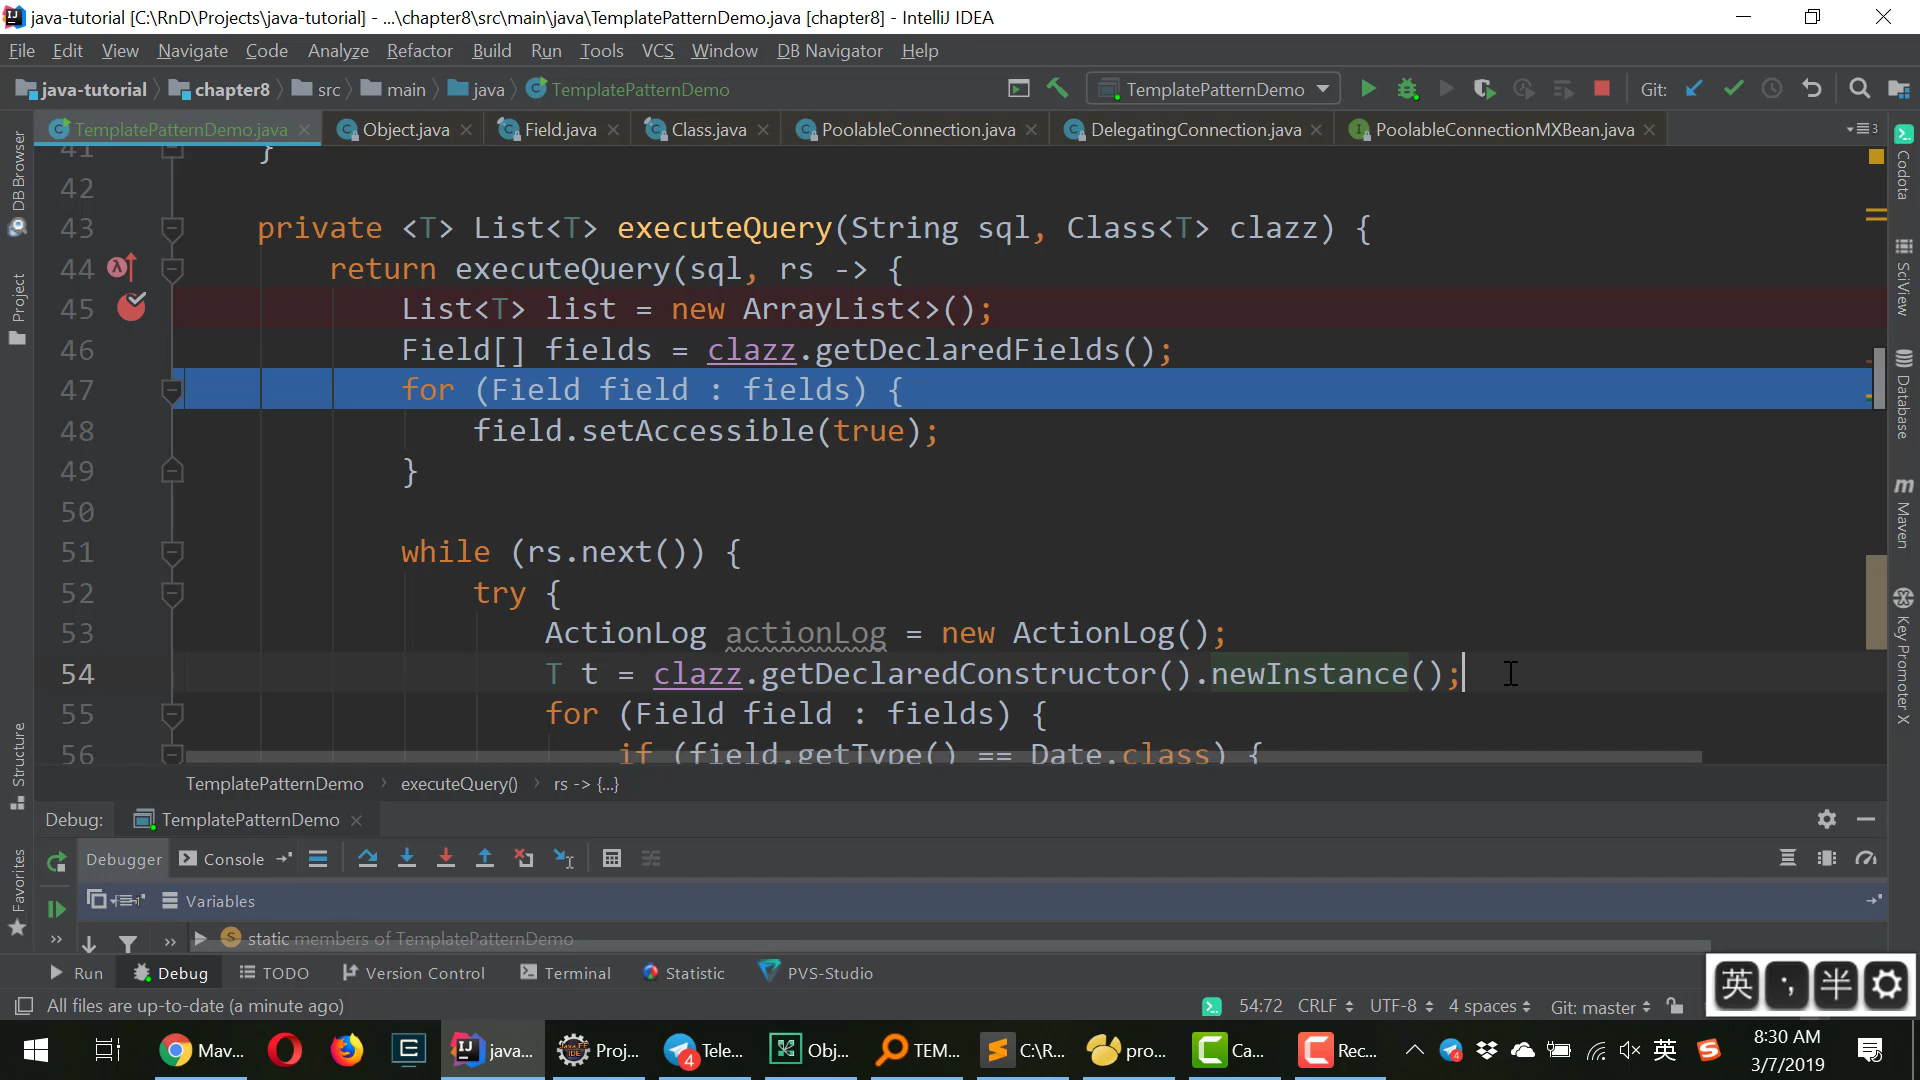 java-tutorial [C:\RnD\Projects\java-tutorial] - ...\chapter8\src\main\java\TemplatePatternDemo.java [chapter8] - IntelliJ IDEA
File Edit View Navigate Code Analyze Refactor Build Run Tools VCS Window DB Navigator Help
java-tutorial chapter8 src main java TemplatePatternDemo TemplatePatternDemo Git:
TemplatePatternDemo.java Object.java Field.java Class.java PoolableConnection.java DelegatingConnection.java PoolableConnectionMXBean.java 3
41 }
42
43 private <T> List<T> executeQuery(String sql, Class<T> clazz) {
44 return executeQuery(sql, rs -> {
45 List<T> list = new ArrayList<>();
46 Field[] fields = clazz.getDeclaredFields();
47 for (Field field : fields) {
48 field.setAccessible(true);
49 }
50
51 while (rs.next()) {
52 try {
53 ActionLog actionLog = new ActionLog();
54 T t = clazz.getDeclaredConstructor().newInstance();
55 for (Field field : fields) {
56 if (field.getType() == Date.class) {
DB Browser
Project
Structure
Favorites
Codota
SciView
Database
Maven
Key Promoter X
TemplatePatternDemo executeQuery() rs -> {...}
Debug: TemplatePatternDemo
Debugger Console
Variables
static members of TemplatePatternDemo
Run Debug TODO Version Control Terminal Statistic PVS-Studio
英 半
All files are up-to-date (a minute ago) 54:72 CRLF UTF-8 4 spaces Git: master
Mav... java... Proj... Tele... Obj... TEM... C:\R... pro... Ca... Rec... 英 8:30 AM
3/7/2019